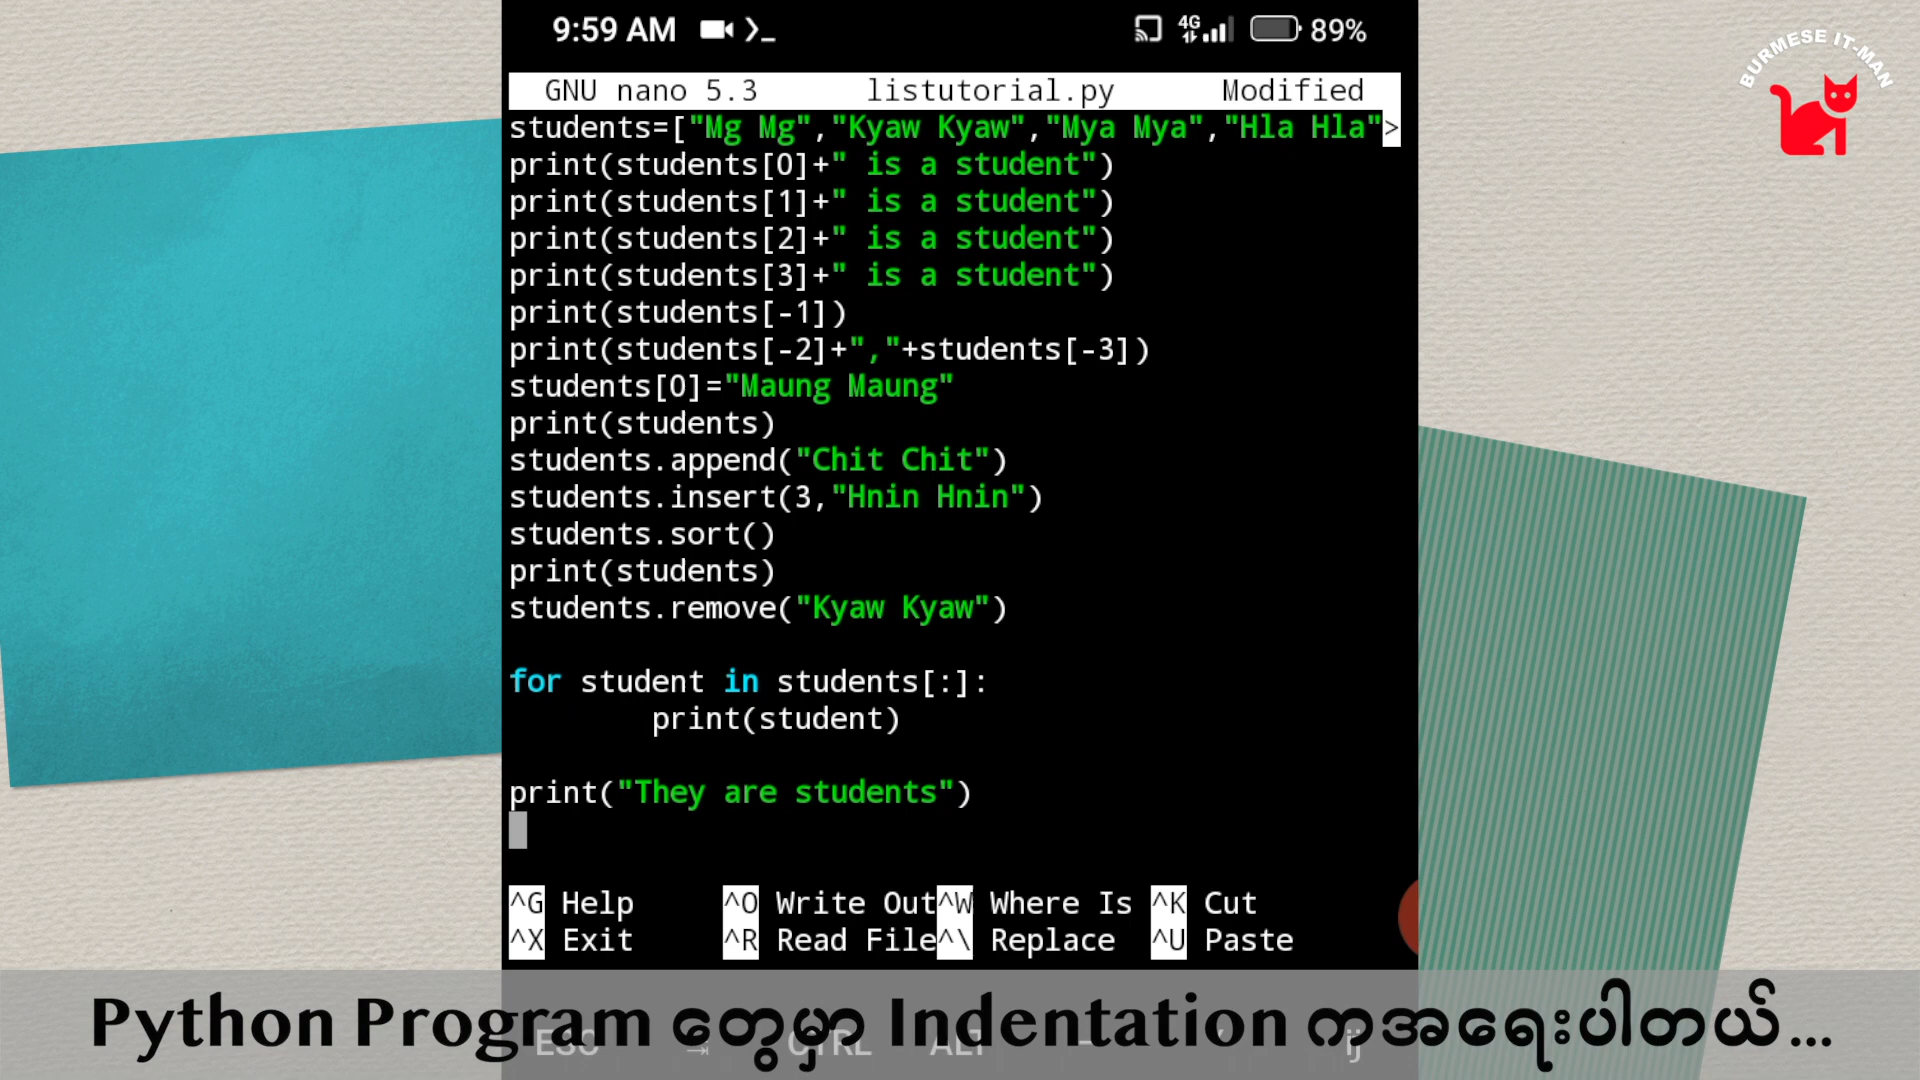 9:59 AM
4G 89%
BURMESE IT-MAN
GNU nano 5.3 listutorial.py Modified
students=["Mg Mg","Kyaw Kyaw","Mya Mya","Hla Hla">
print(students[0]+" is a student")
print(students[1]+" is a student")
print(students[2]+" is a student")
print(students[3]+" is a student")
print(students[-1])
print(students[-2]+","+students[-3])
students[0]="Maung Maung"
print(students)
students.append("Chit Chit")
students.insert(3,"Hnin Hnin")
students.sort()
print(students)
students.remove("Kyaw Kyaw")
for student in students[:]:
        print(student)
print("They are students")
^G Help ^O Write Out ^W Where Is ^K Cut
^X Exit ^R Read File ^\ Replace ^U Paste
Python Program တွေမှာ Indentation ကအရေးပါတယ်...
ESC CTRL ALT